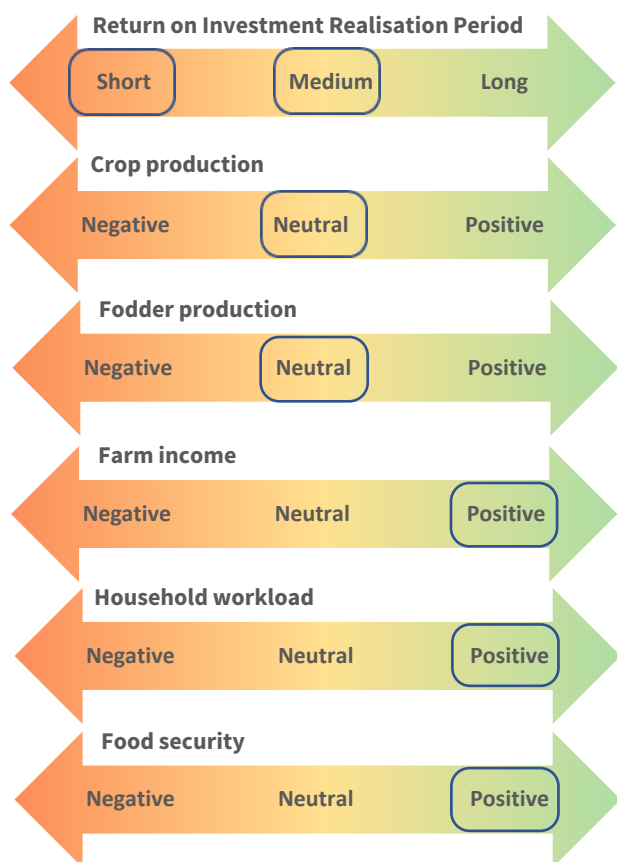 Return on Investment Realisation Period
Short Medium Long
Crop production
Negative Neutral Positive
Fodder production
Negative Neutral Positive
Farm income
Negative Neutral Positive
Household workload
Negative Neutral Positive
Food security
Negative Neutral Positive